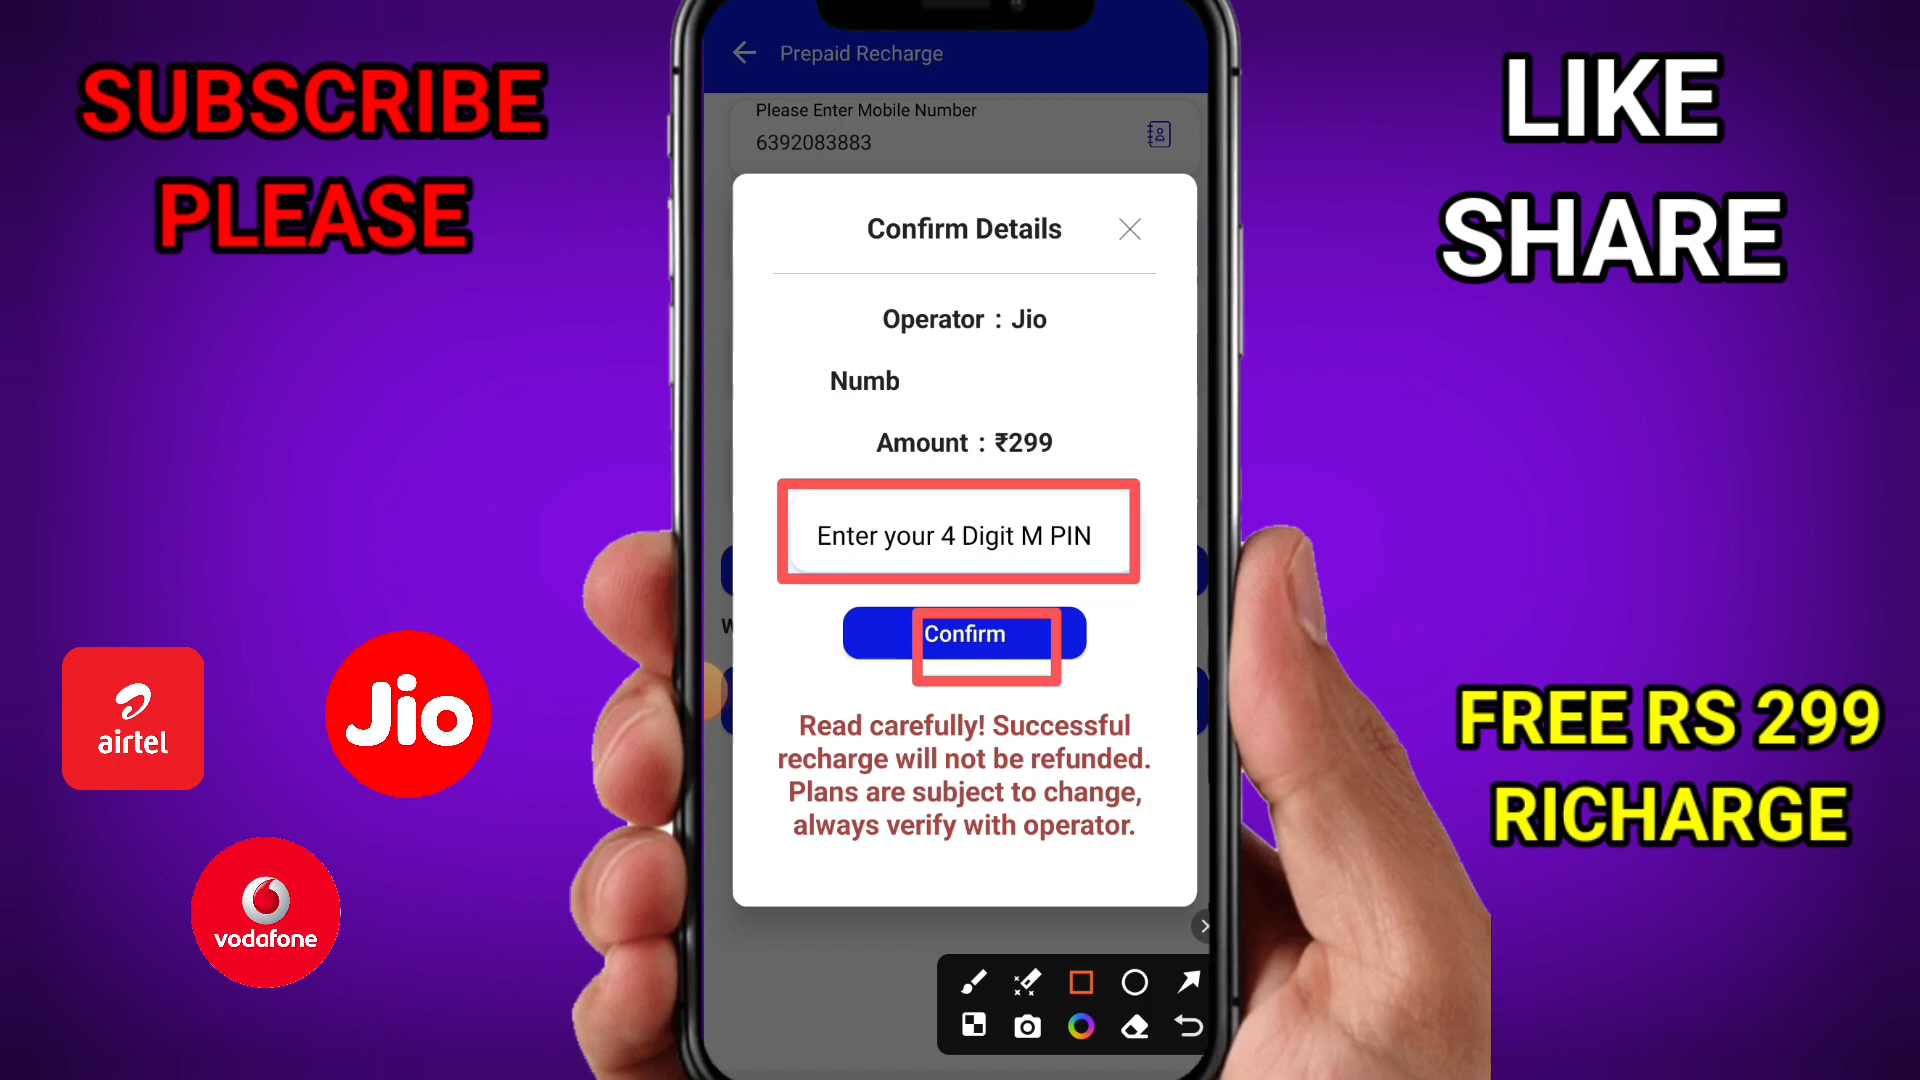 SUBSCRIBE
PLEASE
LIKE
SHARE
Prepaid Recharge
Please Enter Mobile Number
6392083883
Confirm Details
Operator : Jio
Numb
Amount : ₹299
Enter your 4 Digit M PIN
Confirm
W
Read carefully! Successful
recharge will not be refunded.
Plans are subject to change,
always verify with operator.
airtel
Jio
vodafone
FREE RS 299
RICHARGE